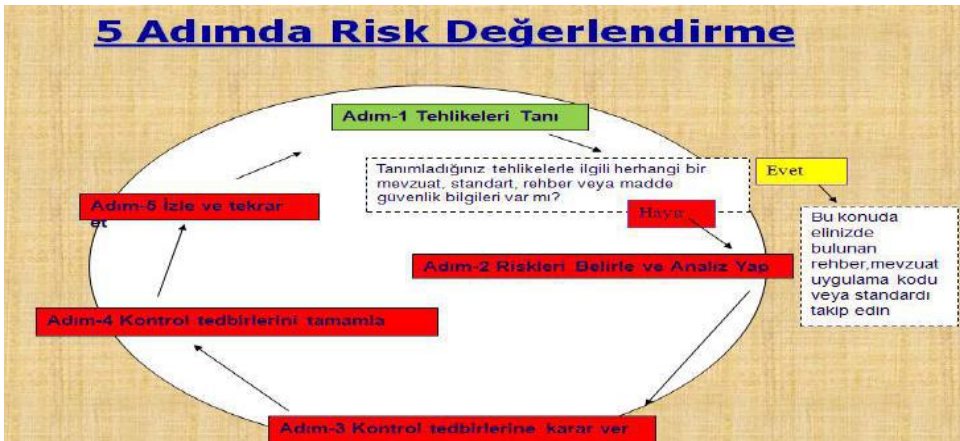 5 Adımda Risk Değerlendirme
Adım-1 Tehlikeleri Tanı
Tanımladığınız tehlikelerle ilgili herhangi bir
mevzuat, standart, rehber veya madde
güvenlik bilgileri var mı?
Evet
Hayır
Bu konuda
elinizde
bulunan
rehber,mevzuat
uygulama kodu
veya standardı
takip edin
Adım-2 Riskleri Belirle ve Analiz Yap
Adım-3 Kontrol tedbirlerine karar ver
Adım-4 Kontrol tedbirlerini tamamla
Adım-5 İzle ve tekrar
et